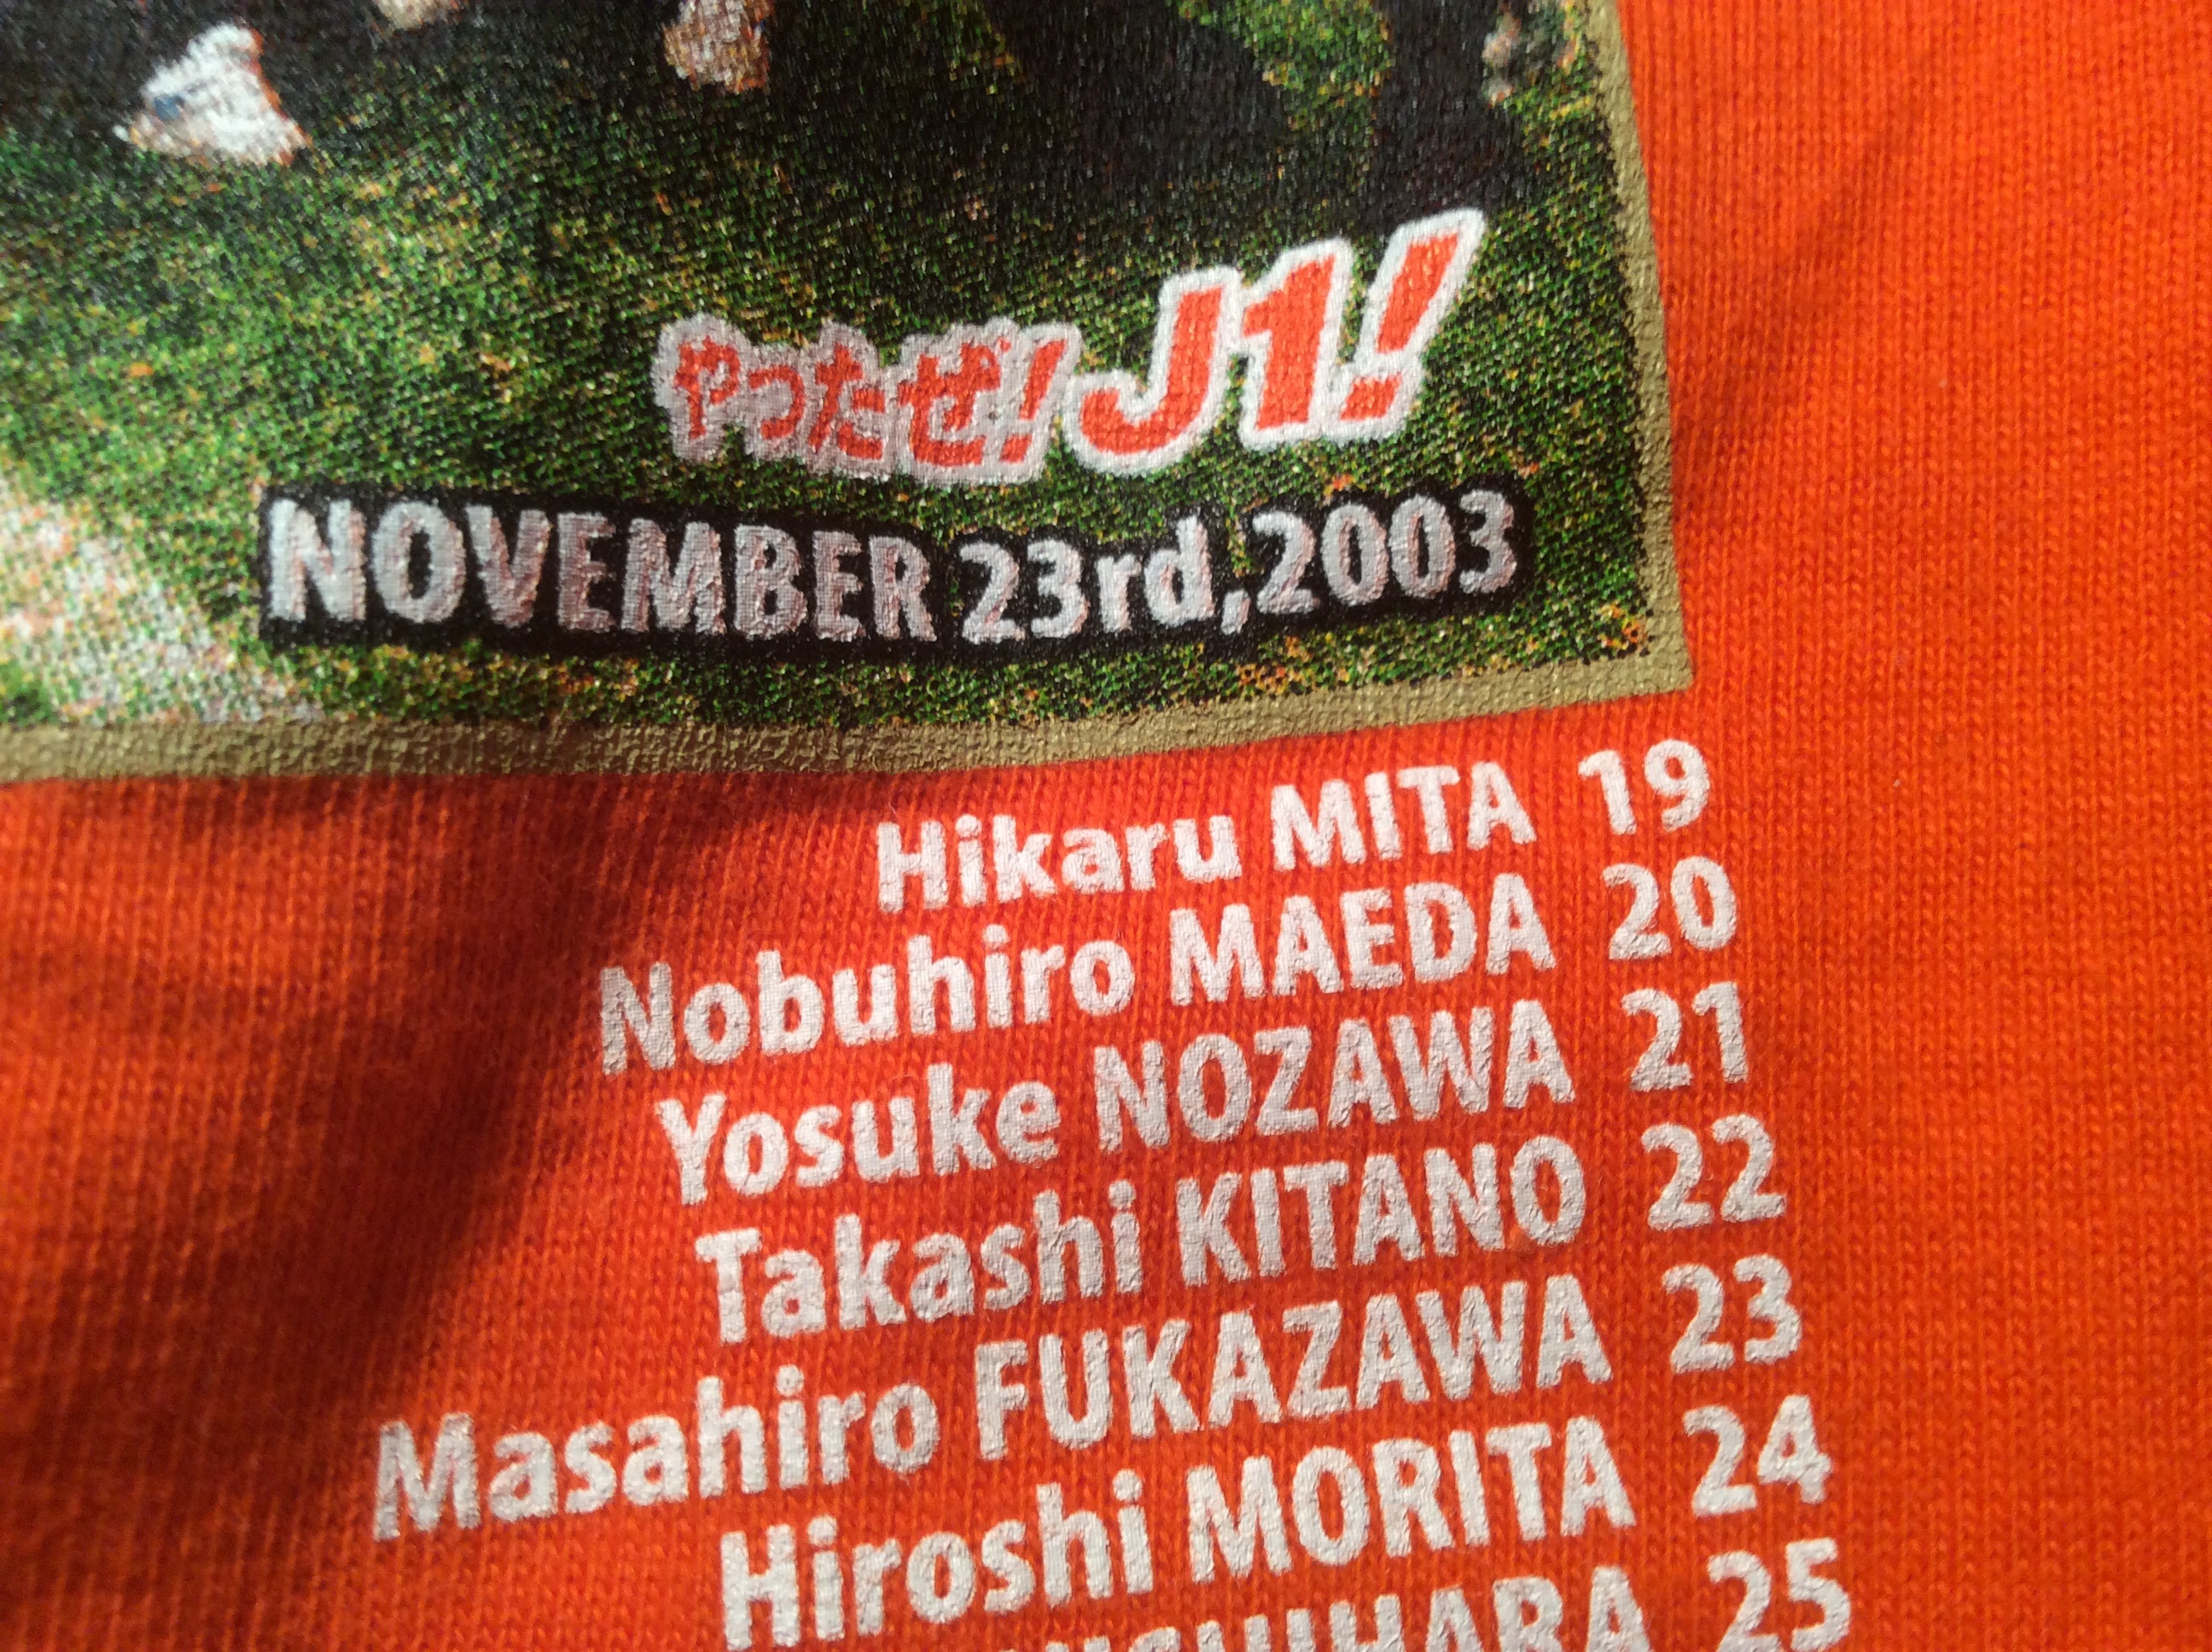 やったぜ! J1!
NOVEMBER 23rd,2003
Hikaru MITA 19
Nobuhiro MAEDA 20
Yosuke NOZAWA 21
Takashi KITANO 22
Masahiro FUKAZAWA 23
Hiroshi MORITA 24
25